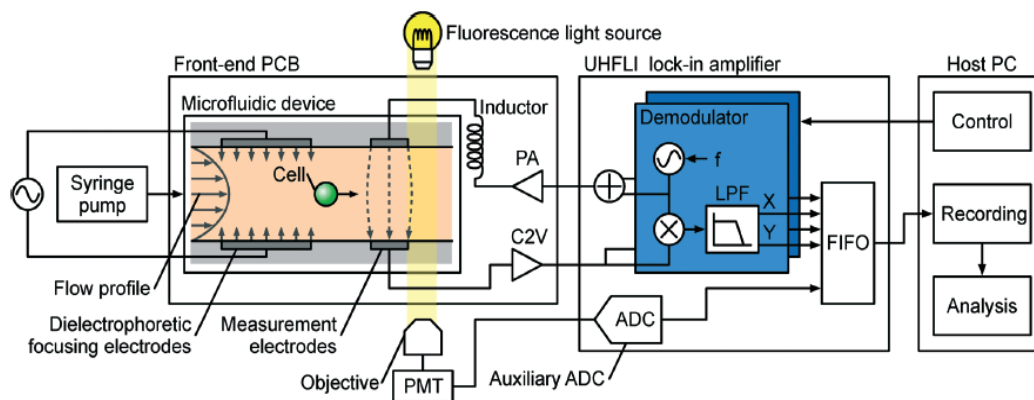 Fluorescence light source
Front-end PCB
UHFLI lock-in amplifier
Host PC
Microfluidic device
Inductor
Demodulator
Control
f
PA
Cell
Syringe
pump
LPF
X
Y
FIFO
Recording
C2V
Flow profile
Dielectrophoretic
focusing electrodes
Measurement
electrodes
ADC
Analysis
Objective
PMT
Auxiliary ADC